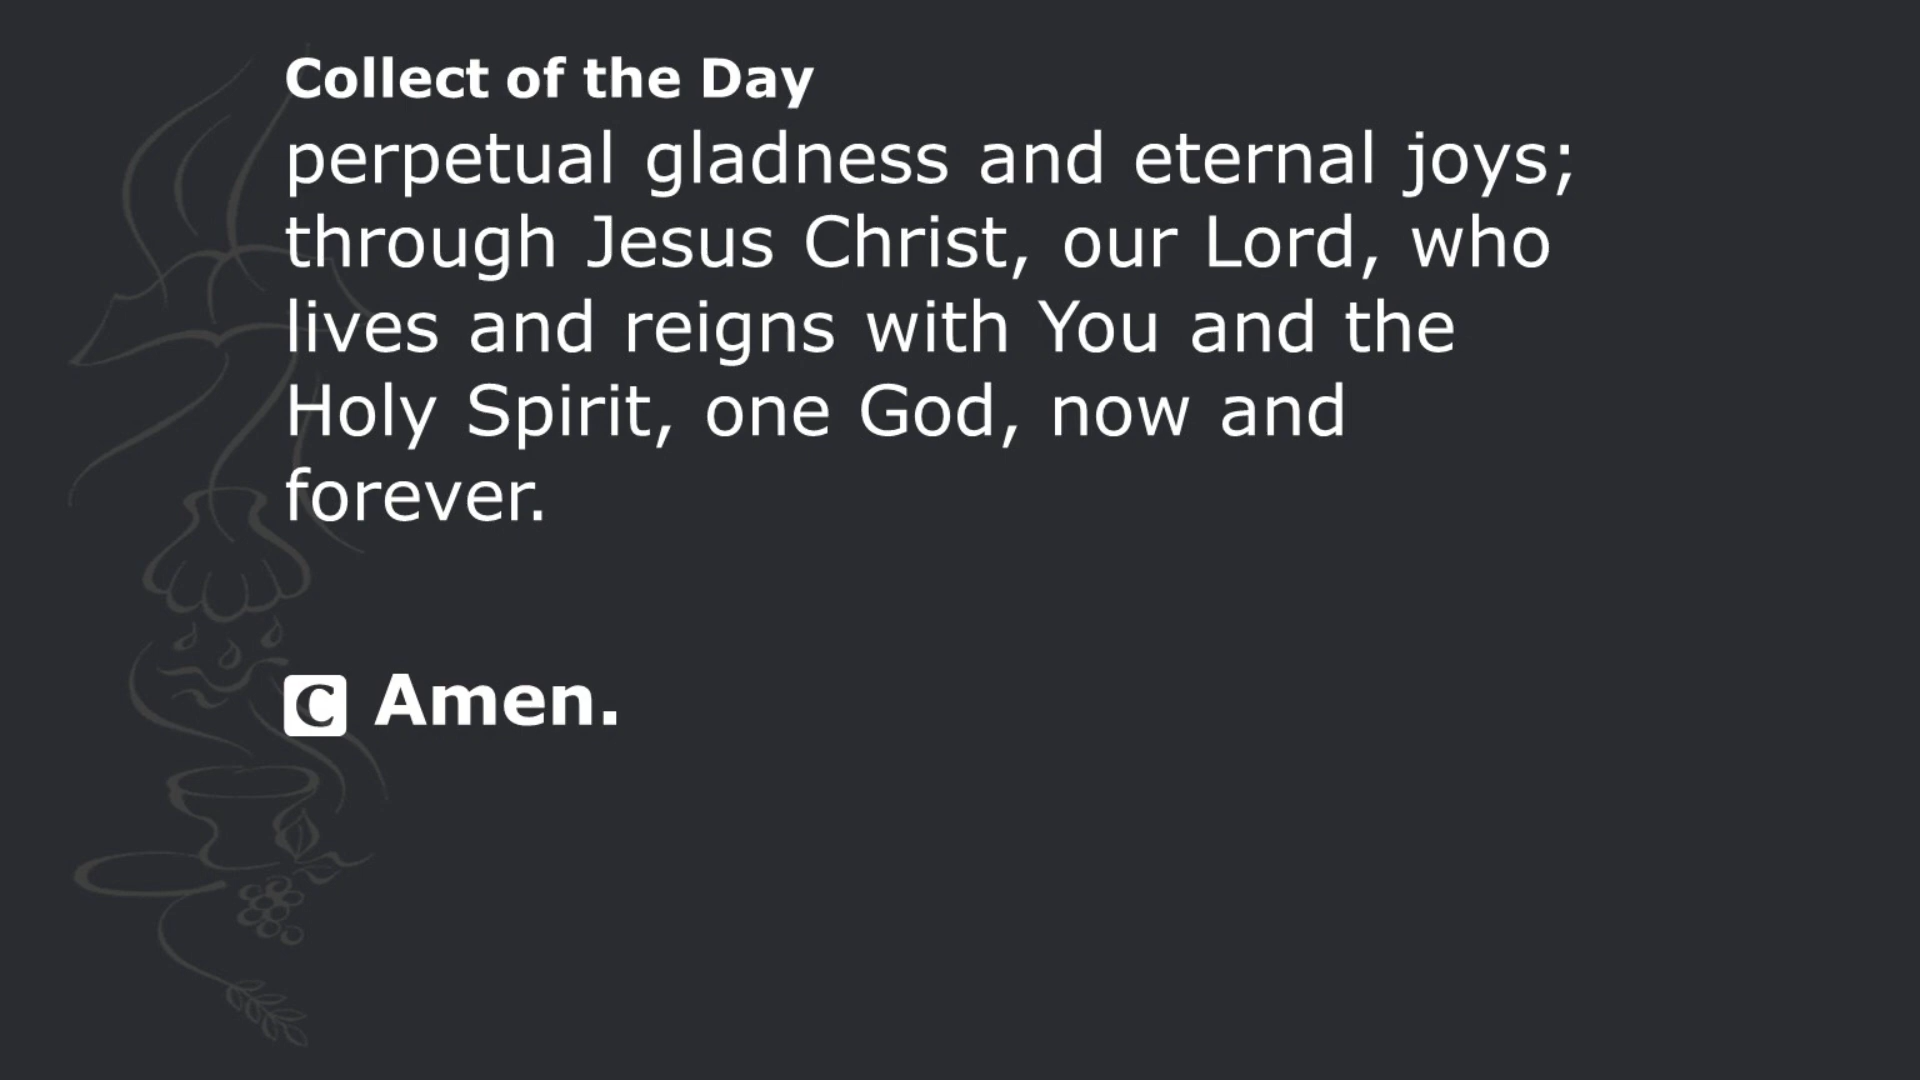 Collect of the Day
perpetual gladness and eternal joys;
through Jesus Christ, our Lord, who
lives and reigns with You and the
Holy Spirit, one God, now and
forever.
C Amen.